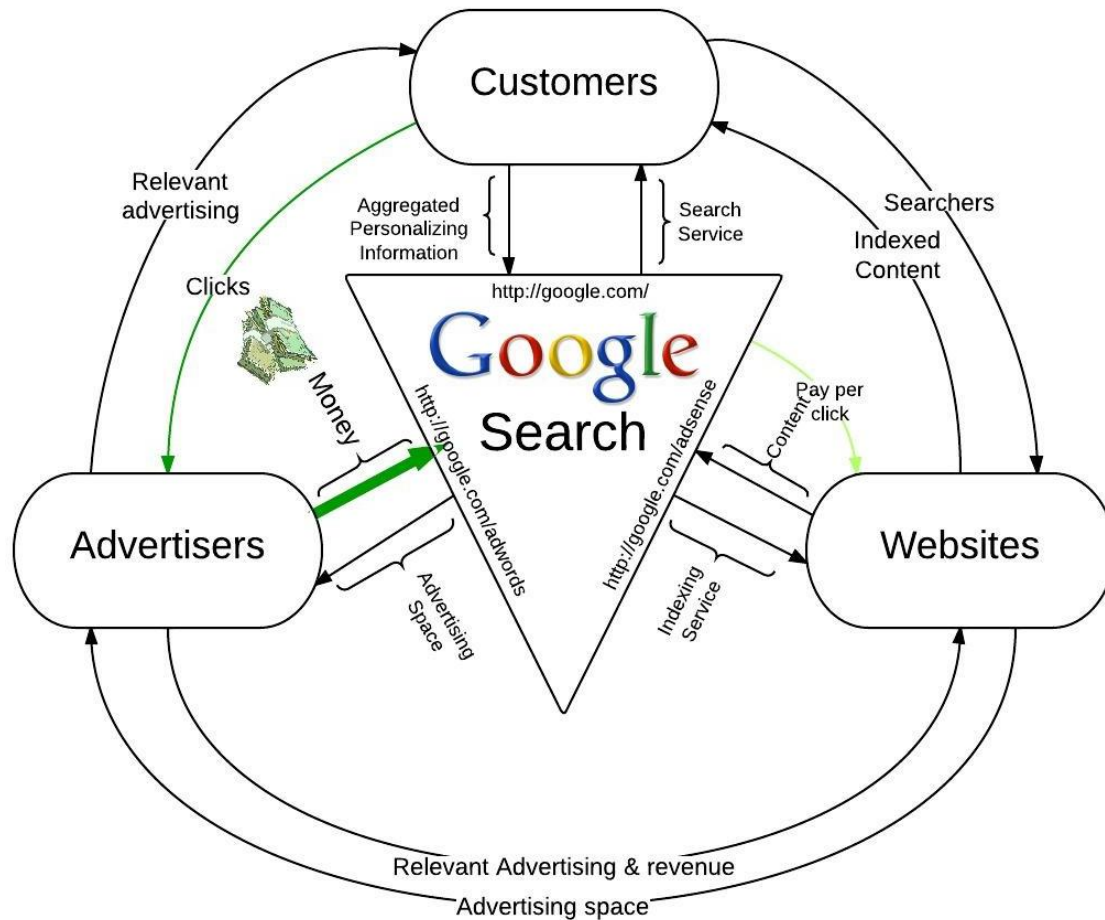 Customers
Relevant
advertising
Aggregated
Personalizing
Information
Search
Service
Searchers
Indexed
Content
Clicks
http://google.com/
Google
Search
Money
http://google.com/adwords
http://google.com/adsense
Pay per
click
Content
Advertisers
Websites
Advertising
Space
Indexing
Service
Relevant Advertising & revenue
Advertising space